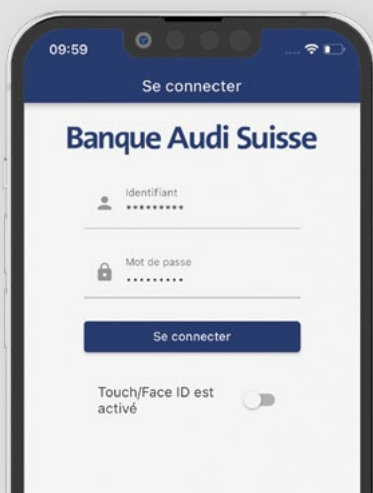 09:59
Se connecter
Banque Audi Suisse
Identifiant
*********
Mot de passe
·········
Se connecter
Touch/Face ID est
activé